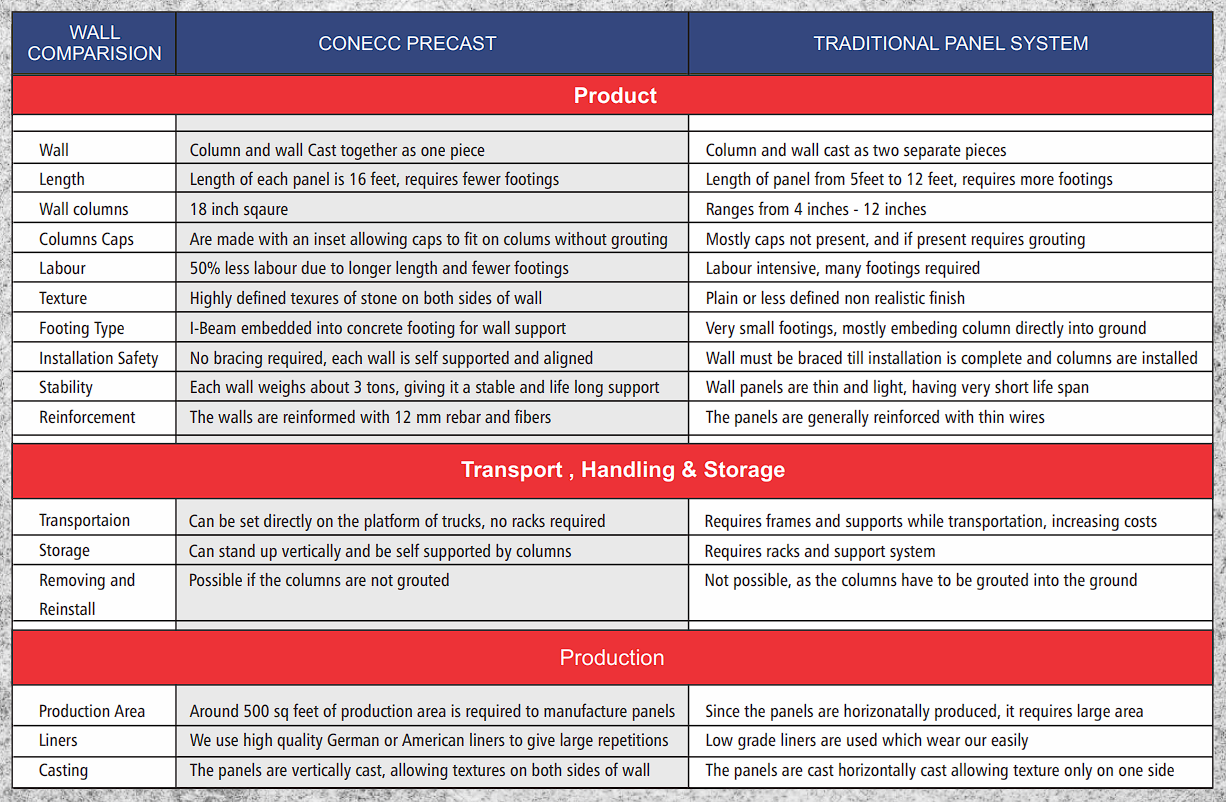 WALL
COMPARISION
CONECC PRECAST
TRADITIONAL PANEL SYSTEM
Product
Wall
Column and wall Cast together as one piece
Column and wall cast as two separate pieces
Length
Length of each panel is 16 feet, requires fewer footings
Length of panel from 5feet to 12 feet, requires more footings
Wall columns
18 inch sqaure
Ranges from 4 inches - 12 inches
Columns Caps
Are made with an inset allowing caps to fit on colums without grouting
Mostly caps not present, and if present requires grouting
Labour
50% less labour due to longer length and fewer footings
Labour intensive, many footings required
Texture
Highly defined texures of stone on both sides of wall
Plain or less defined non realistic finish
Footing Type
I-Beam embedded into concrete footing for wall support
Very small footings, mostly embeding column directly into ground
Installation Safety
No bracing required, each wall is self supported and aligned
Wall must be braced till installation is complete and columns are installed
Stability
Each wall weighs about 3 tons, giving it a stable and life long support
Wall panels are thin and light, having very short life span
Reinforcement
The walls are reinformed with 12 mm rebar and fibers
The panels are generally reinforced with thin wires
Transport , Handling & Storage
Transportaion
Can be set directly on the platform of trucks, no racks required
Requires frames and supports while transportation, increasing costs
Storage
Can stand up vertically and be self supported by columns
Requires racks and support system
Removing and
Reinstall
Possible if the columns are not grouted
Not possible, as the columns have to be grouted into the ground
Production
Production Area
Around 500 sq feet of production area is required to manufacture panels
Since the panels are horizonatally produced, it requires large area
Liners
We use high quality German or American liners to give large repetitions
Low grade liners are used which wear our easily
Casting
The panels are vertically cast, allowing textures on both sides of wall
The panels are cast horizontally cast allowing texture only on one side